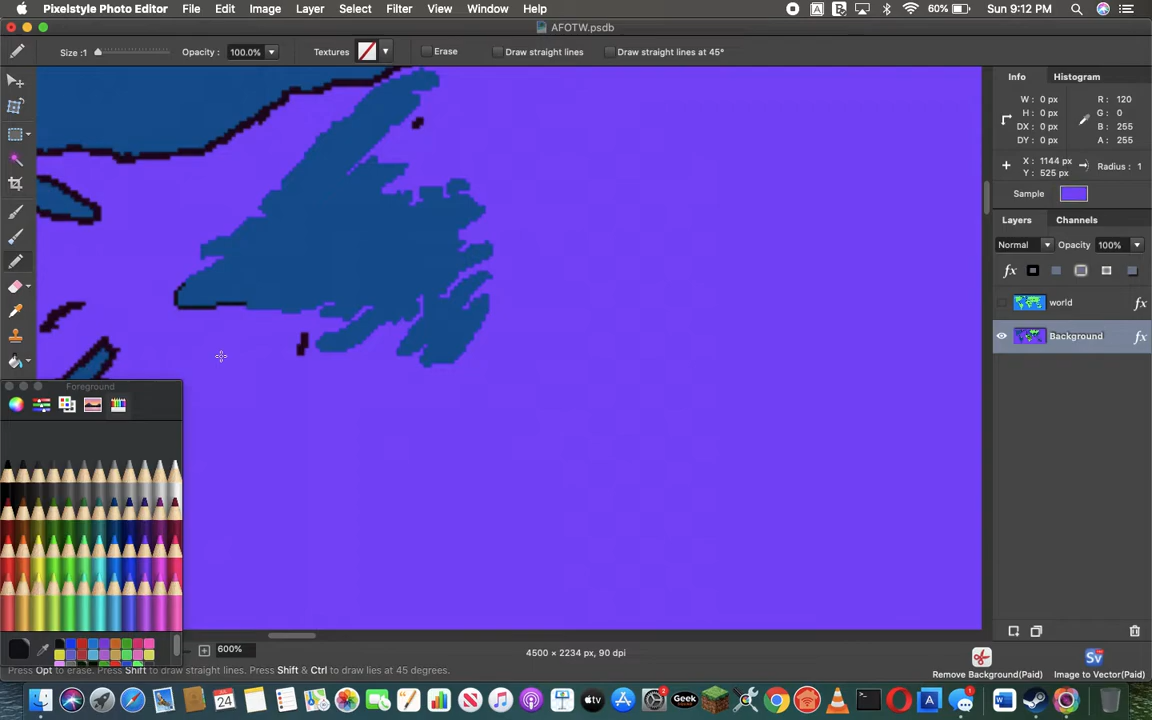 Pixelstyle Photo Editor File Edit Image Layer Select Filter View Window Help 60% Sun 9:12 PM
AFOTW.psdb
Size :1 Opacity : 100.0% Textures Erase Draw straight lines Draw straight lines at 45°
Info Histogram
W: 0 px R: 120
H: 0 px G: 0
DX: 0 px B: 255
DY: 0 px A: 255
X: 1144 px Radius: 1
Y: 525 px
Sample
Layers Channels
Normal Opacity 100%
fx
world fx
Background fx
Foreground
600% 4500 × 2234 px, 90 dpi
Press Opt to erase. Press Shift to draw straight lines. Press Shift & Ctrl to draw lies at 45 degrees.
Remove Background(Paid) Image to Vector(Paid)